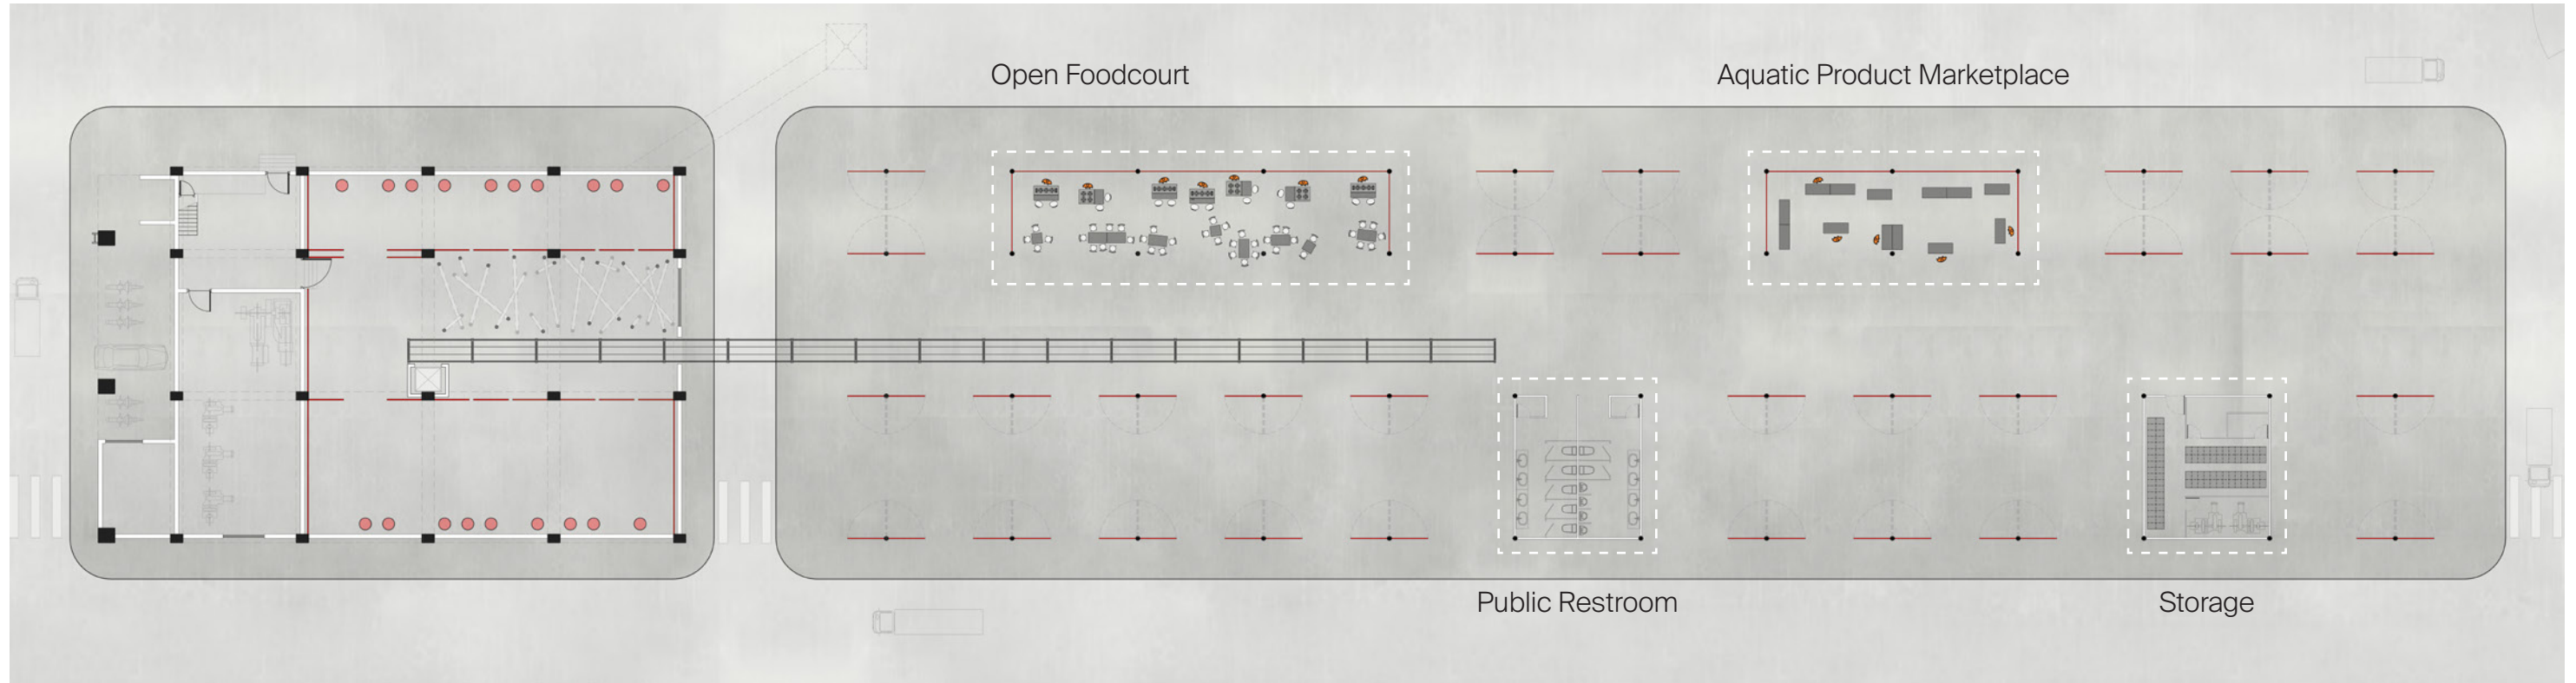 Open Foodcourt
Aquatic Product Marketplace
Public Restroom
Storage